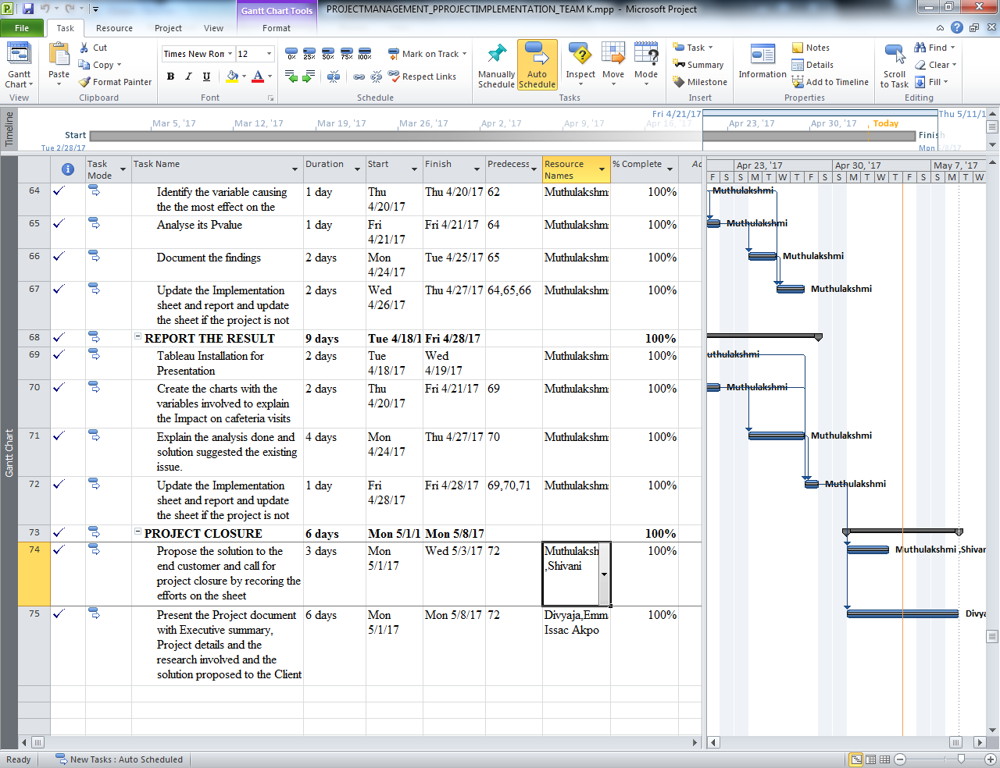 Gantt Chart Tools
PROJECTMANAGEMENT_PPROJECTIMPLEMENTATION_TEAM K.mpp - Microsoft Project
File Task Resource Project View Format
Gantt Chart
View
Paste
Cut
Copy
Format Painter
Clipboard
Times New Ron 12
B I U A
Font
0% 25% 50% 75% 100%
Mark on Track
Respect Links
Schedule
Manually Schedule
Auto Schedule
Inspect
Move
Mode
Tasks
Task
Summary
Milestone
Insert
Information
Notes
Details
Add to Timeline
Properties
Scroll to Task
Find
Clear
Fill
Editing
Timeline
Fri 4/21/17 Thu 5/11/1
Mar 5, '17 Mar 12, '17 Mar 19, '17 Mar 26, '17 Apr 2, '17 Apr 9, '17 Apr 16, '17 Apr 23, '17 Apr 30, '17 Today
Start Finish
Tue 2/28/17 Mon 5/8/17
Gantt Chart
Task Mode Task Name Duration Start Finish Predecess Resource Names % Complete Ac
Apr 23, '17 Apr 30, '17 May 7, '17
F S S M T W T F S S M T W T F S S M T W
64 Identify the variable causing 1 day Thu Thu 4/20/17 62 Muthulakshm 100% Muthulakshmi
the the most effect on the 4/20/17
65 Analyse its Pvalue 1 day Fri Fri 4/21/17 64 Muthulakshm 100% Muthulakshmi
4/21/17
66 Document the findings 2 days Mon Tue 4/25/17 65 Muthulakshm 100% Muthulakshmi
4/24/17
67 Update the Implementation 2 days Wed Thu 4/27/17 64,65,66 Muthulakshm 100% Muthulakshmi
sheet and report and update 4/26/17
the sheet if the project is not
68 REPORT THE RESULT 9 days Tue 4/18/1 Fri 4/28/17 100%
69 Tableau Installation for 2 days Tue Wed Muthulakshm 100% uthulakshmi
Presentation 4/18/17 4/19/17
70 Create the charts with the 2 days Thu Fri 4/21/17 69 Muthulakshm 100% Muthulakshmi
variables involved to explain 4/20/17
the Impact on cafeteria visits
71 Explain the analysis done and 4 days Mon Thu 4/27/17 70 Muthulakshm 100% Muthulakshmi
solution suggested the existing 4/24/17
issue.
72 Update the Implementation 1 day Fri Fri 4/28/17 69,70,71 Muthulakshm 100% Muthulakshmi
sheet and report and update 4/28/17
the sheet if the project is not
73 PROJECT CLOSURE 6 days Mon 5/1/1 Mon 5/8/17 100%
74 Propose the solution to the 3 days Mon Wed 5/3/17 72 Muthulaksh 100% Muthulakshmi ,Shivan
end customer and call for 5/1/17 ,Shivani
project closure by recoring the
efforts on the sheet
75 Present the Project document 6 days Mon Mon 5/8/17 72 Divyaja,Emm 100% Divya
with Executive summary, 5/1/17 Issac Akpo
Project details and the
research involved and the
solution proposed to the Client
Ready New Tasks : Auto Scheduled